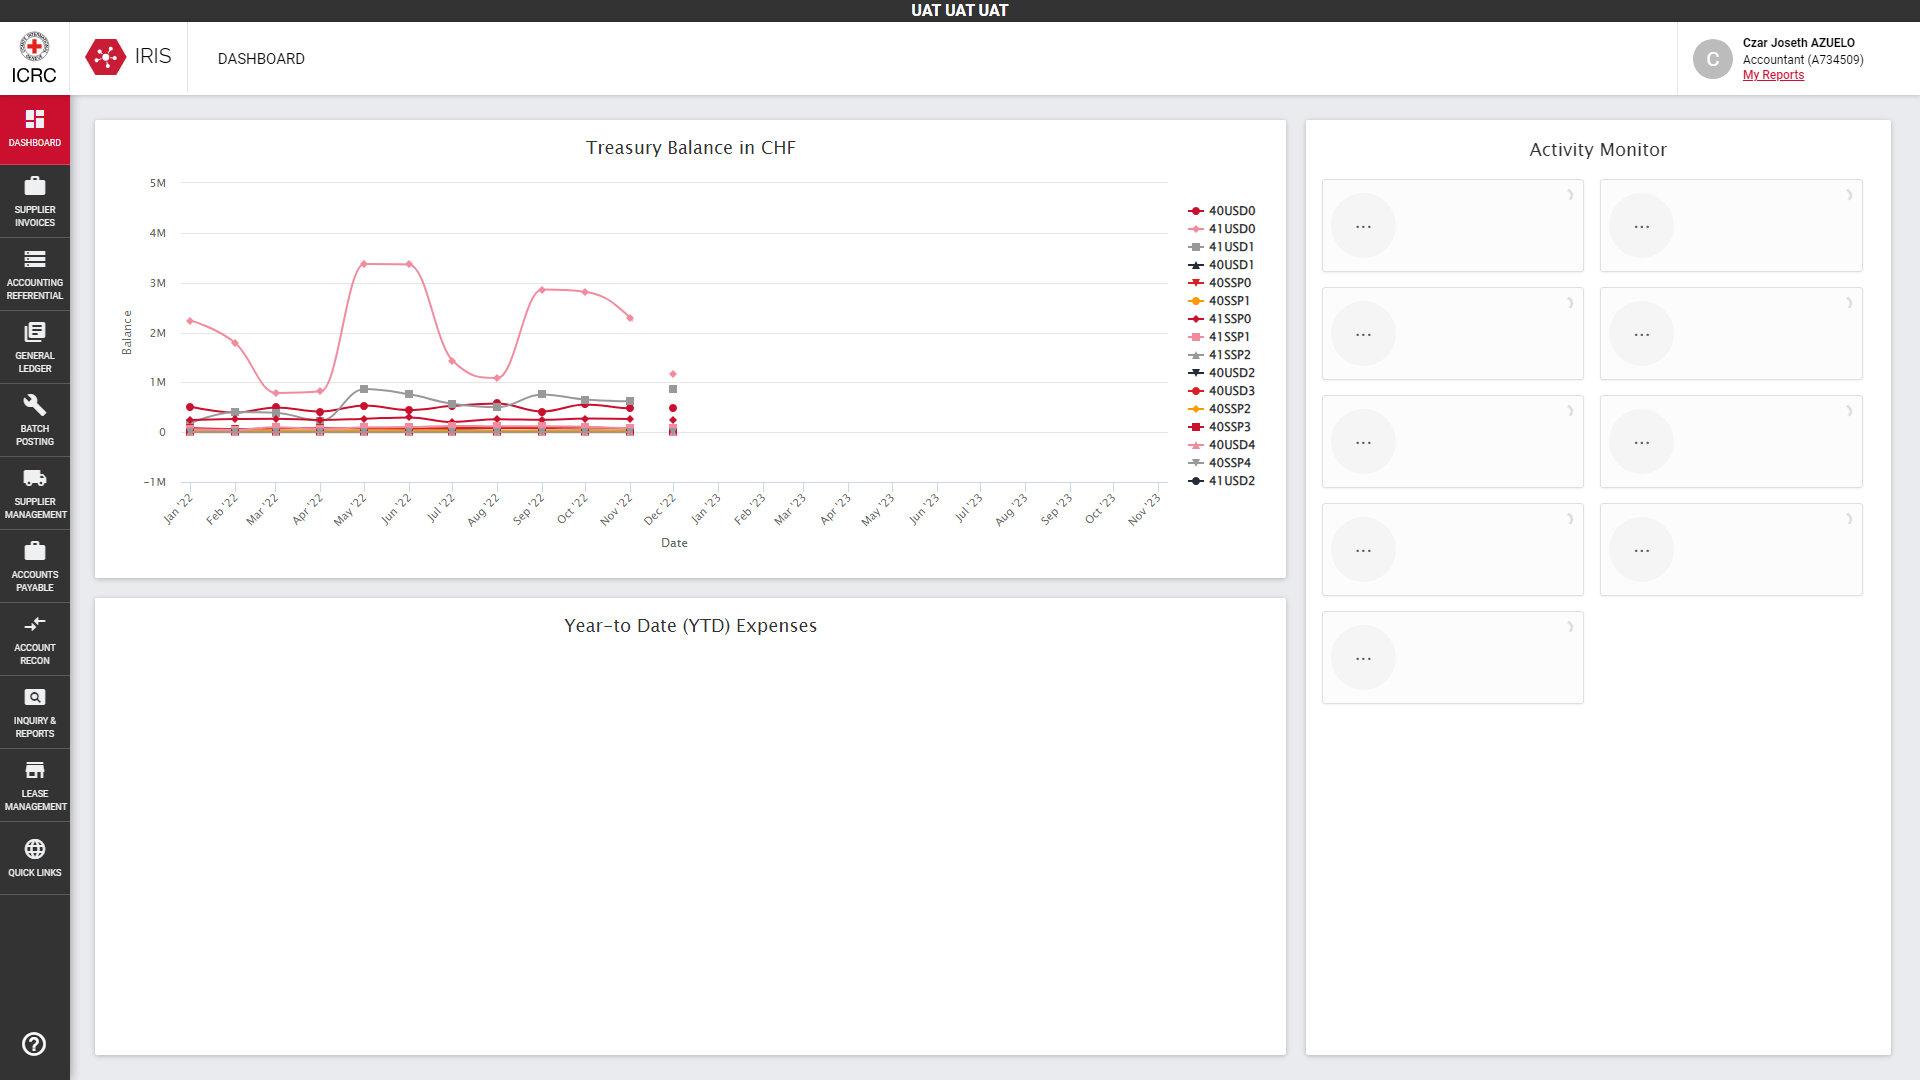 UAT UAT UAT
ICRC
IRIS
DASHBOARD
C
Czar Joseth AZUELO
Accountant (A734509)
My Reports
DASHBOARD
SUPPLIER
INVOICES
ACCOUNTING
REFERENTIAL
GENERAL
LEDGER
BATCH
POSTING
SUPPLIER
MANAGEMENT
ACCOUNTS
PAYABLE
ACCOUNT
RECON
INQUIRY &
REPORTS
LEASE
MANAGEMENT
QUICK LINKS
Treasury Balance in CHF
Balance
5M
4M
3M
2M
1M
0
-1M
Jan '22
Feb '22
Mar '22
Apr '22
May '22
Jun '22
Jul '22
Aug '22
Sep '22
Oct '22
Nov '22
Dec '22
Jan '23
Feb '23
Mar '23
Apr '23
May '23
Jun '23
Jul '23
Aug '23
Sep '23
Oct '23
Nov '23
Date
40USD0
41USD0
41USD1
40USD1
40SSP0
40SSP1
41SSP0
41SSP1
41SSP2
40USD2
40USD3
40SSP2
40SSP3
40USD4
40SSP4
41USD2
Year-to Date (YTD) Expenses
Activity Monitor
... ...
... ...
... ...
... ...
...